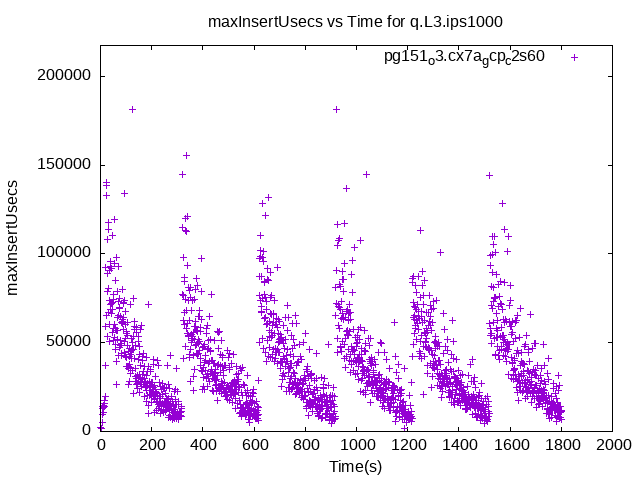 maxInsertUsecs vs Time for q.L3.ips1000
pg151o3.cx7agcpc2s60
200000
150000
100000
50000
0
maxInsertUsecs
0 200 400 600 800 1000 1200 1400 1600 1800 2000
Time(s)